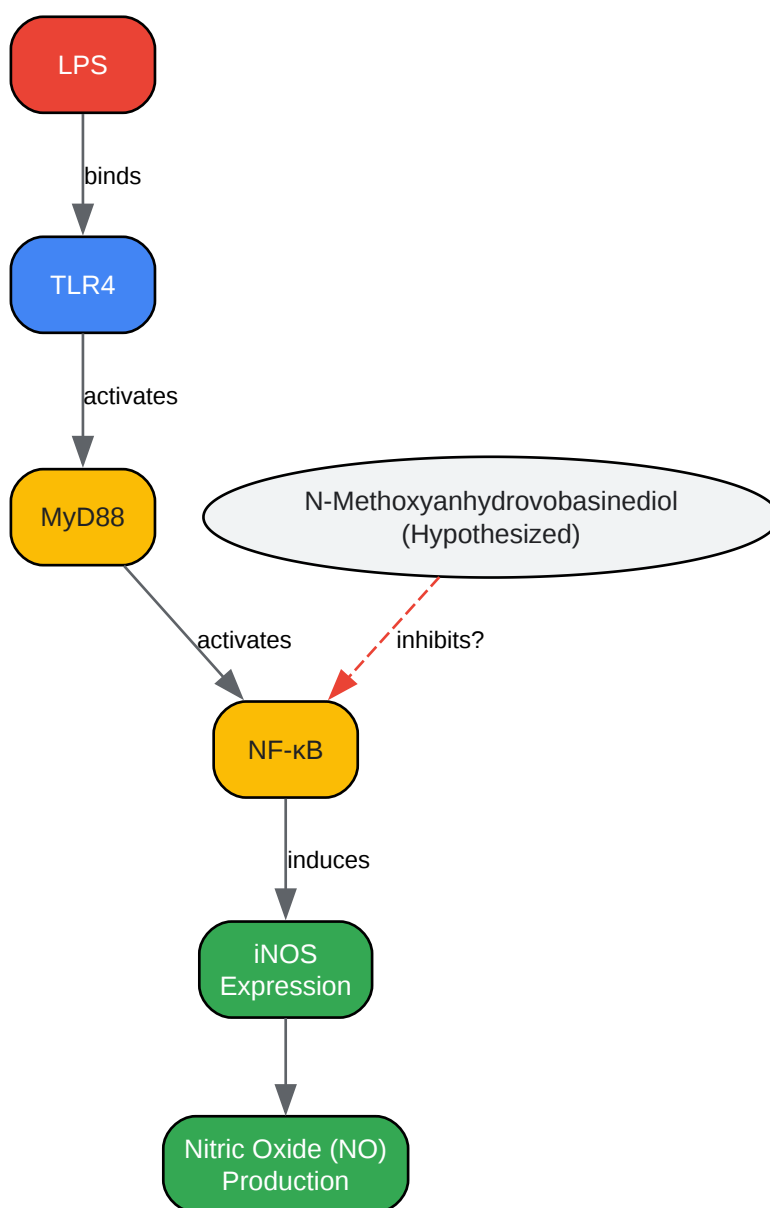 LPS
binds
TLR4
activates
MyD88
N-Methoxyanhydrovobasinediol
(Hypothesized)
activates
inhibits?
NF-κB
induces
iNOS
Expression
Nitric Oxide (NO)
Production